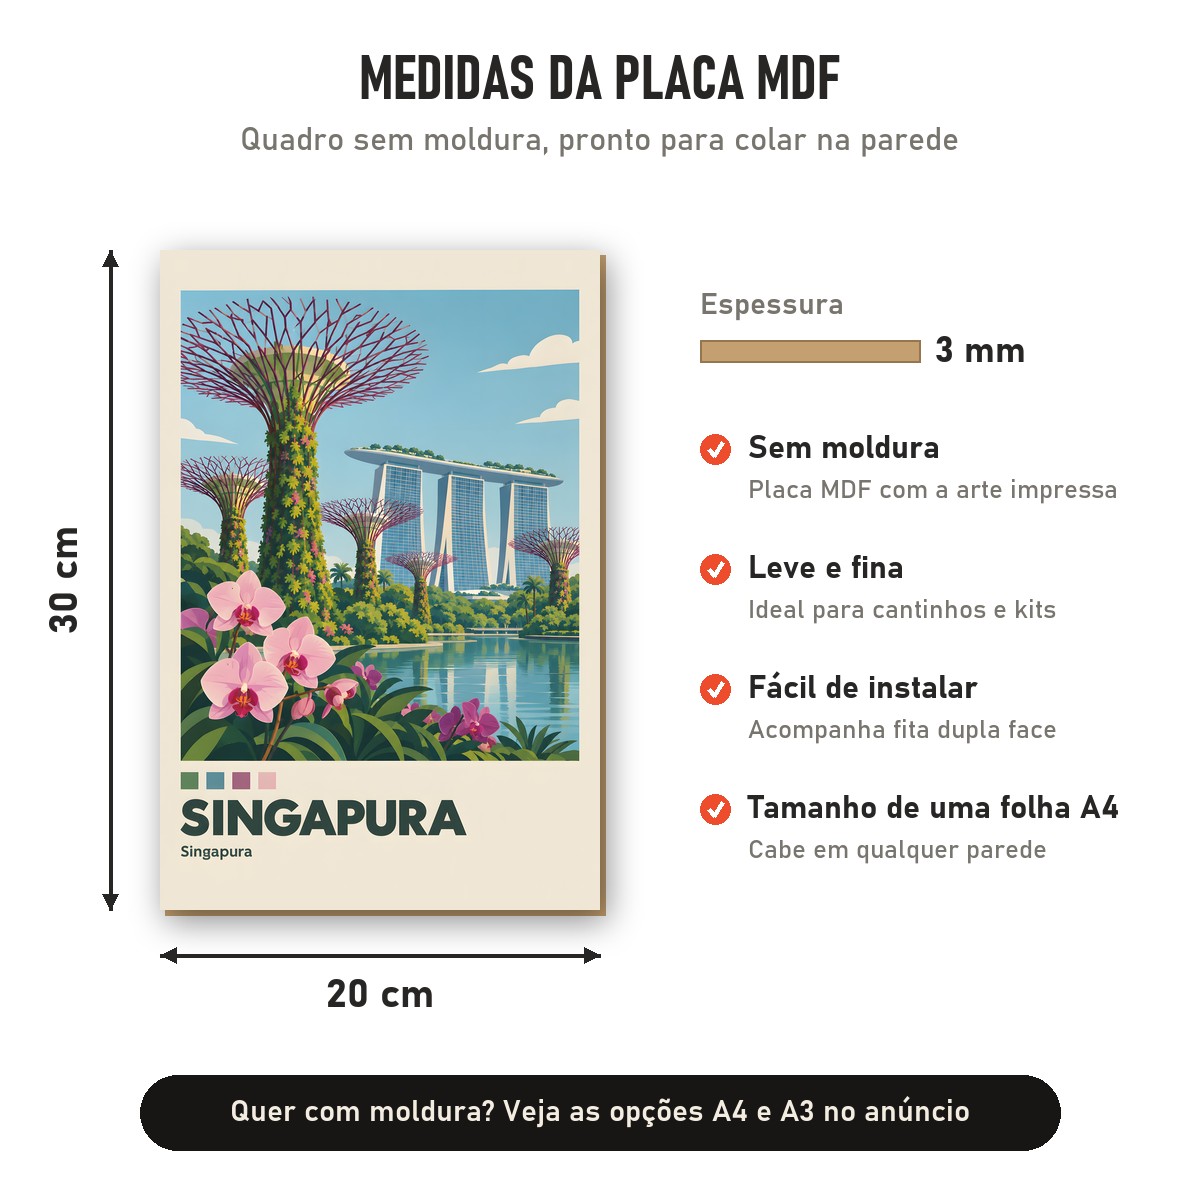 MEDIDAS DA PLACA MDF
Quadro sem moldura, pronto para colar na parede
30 cm
SINGAPURA
Singapura
20 cm
Espessura
3 mm
Sem moldura
Placa MDF com a arte impressa
Leve e fina
Ideal para cantinhos e kits
Fácil de instalar
Acompanha fita dupla face
Tamanho de uma folha A4
Cabe em qualquer parede
Quer com moldura? Veja as opções A4 e A3 no anúncio